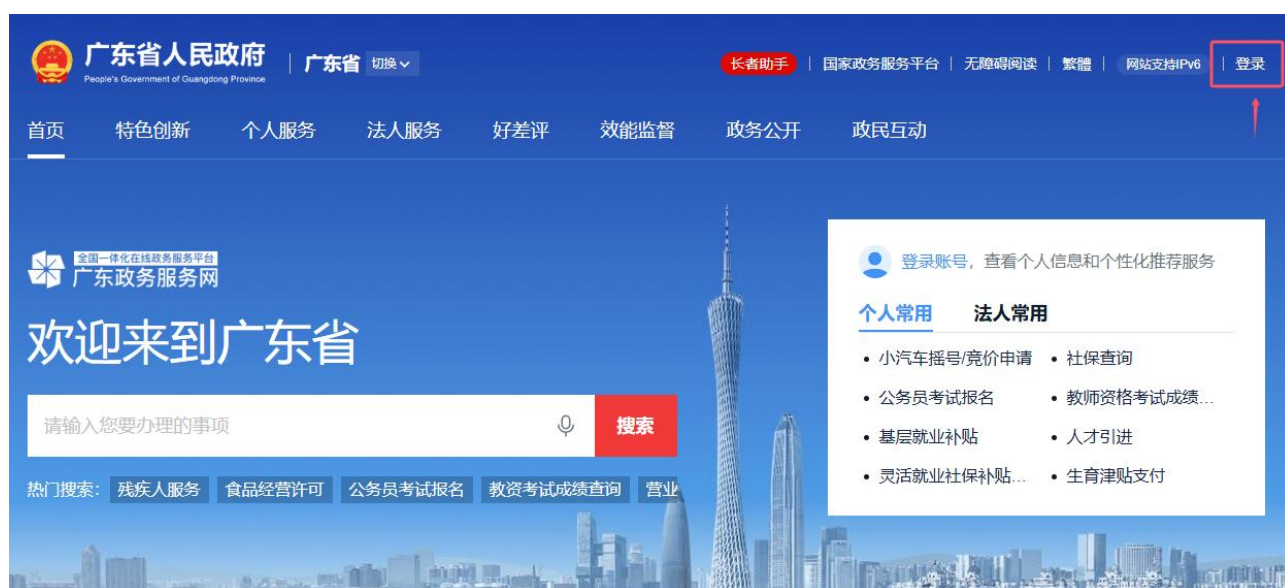 广东省人民政府
People's Government of Guangdong Province
广东省 切换
长者助手 国家政务服务平台 无障碍阅读 繁體 网站支持IPv6 登录
首页 特色创新 个人服务 法人服务 好差评 效能监督 政务公开 政民互动
全国一体化在线政务服务平台
广东政务服务网
欢迎来到广东省
请输入您要办理的事项 搜索
热门搜索: 残疾人服务 食品经营许可 公务员考试报名 教资考试成绩查询 营业
登录账号，查看个人信息和个性化推荐服务
个人常用 法人常用
• 小汽车摇号/竞价申请 • 社保查询
• 公务员考试报名 • 教师资格考试成绩...
• 基层就业补贴 • 人才引进
• 灵活就业社保补贴... • 生育津贴支付